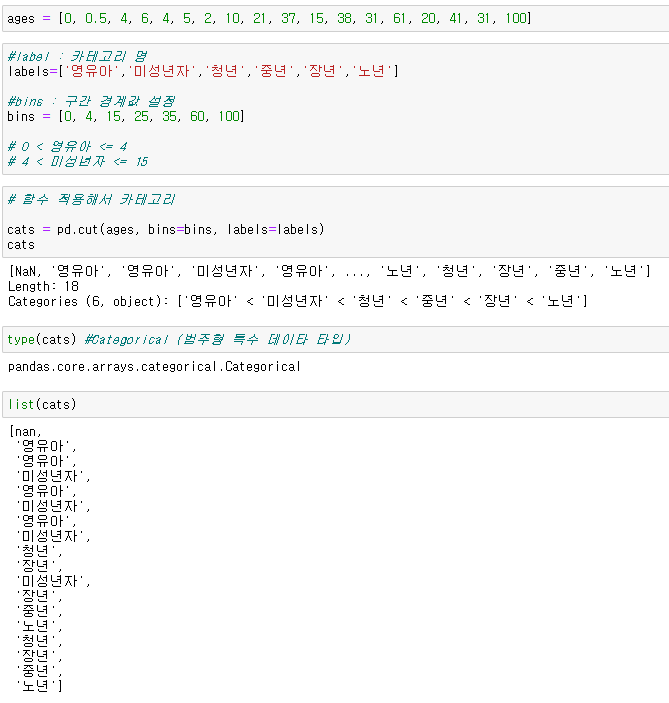 ages = [0, 0.5, 4, 6, 4, 5, 2, 10, 21, 37, 15, 38, 31, 61, 20, 41, 31, 100]
#label : 카테고리 명
labels=['영유아','미성년자','청년','중년','장년','노년']
#bins : 구간 경계값 설정
bins = [0, 4, 15, 25, 35, 60, 100]
# 0 < 영유아 <= 4
# 4 < 미성년자 <= 15
# 함수 적용해서 카테고리
cats = pd.cut(ages, bins=bins, labels=labels)
cats
[NaN, '영유아', '영유아', '미성년자', '영유아', ..., '노년', '청년', '장년', '중년', '노년']
Length: 18
Categories (6, object): ['영유아' < '미성년자' < '청년' < '중년' < '장년' < '노년']
type(cats) #Categorical (범주형 특수 데이타 타입)
pandas.core.arrays.categorical.Categorical
list(cats)
[nan,
'영유아',
'영유아',
'미성년자',
'영유아',
'미성년자',
'영유아',
'미성년자',
'청년',
'장년',
'미성년자',
'장년',
'중년',
'노년',
'청년',
'장년',
'중년',
'노년']